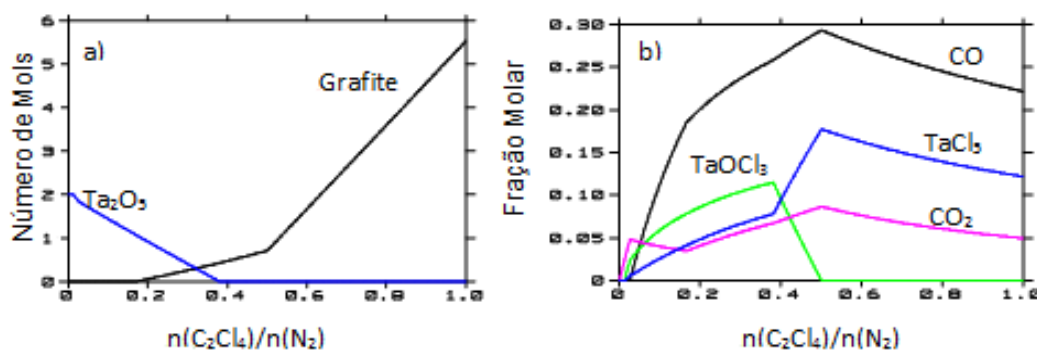 a)
Número de Mols
6
5
4
3
2
1
0
Grafite
Ta₂O₅
0 0.2 0.4 0.6 0.8 1.0
n(C₂Cl₄)/n(N₂)
b)
Fração Molar
0.30
0.25
0.20
0.15
0.10
0.05
0
CO
TaCl₅
TaOCl₃
CO₂
0 0.2 0.4 0.6 0.8 1.0
n(C₂Cl₄)/n(N₂)